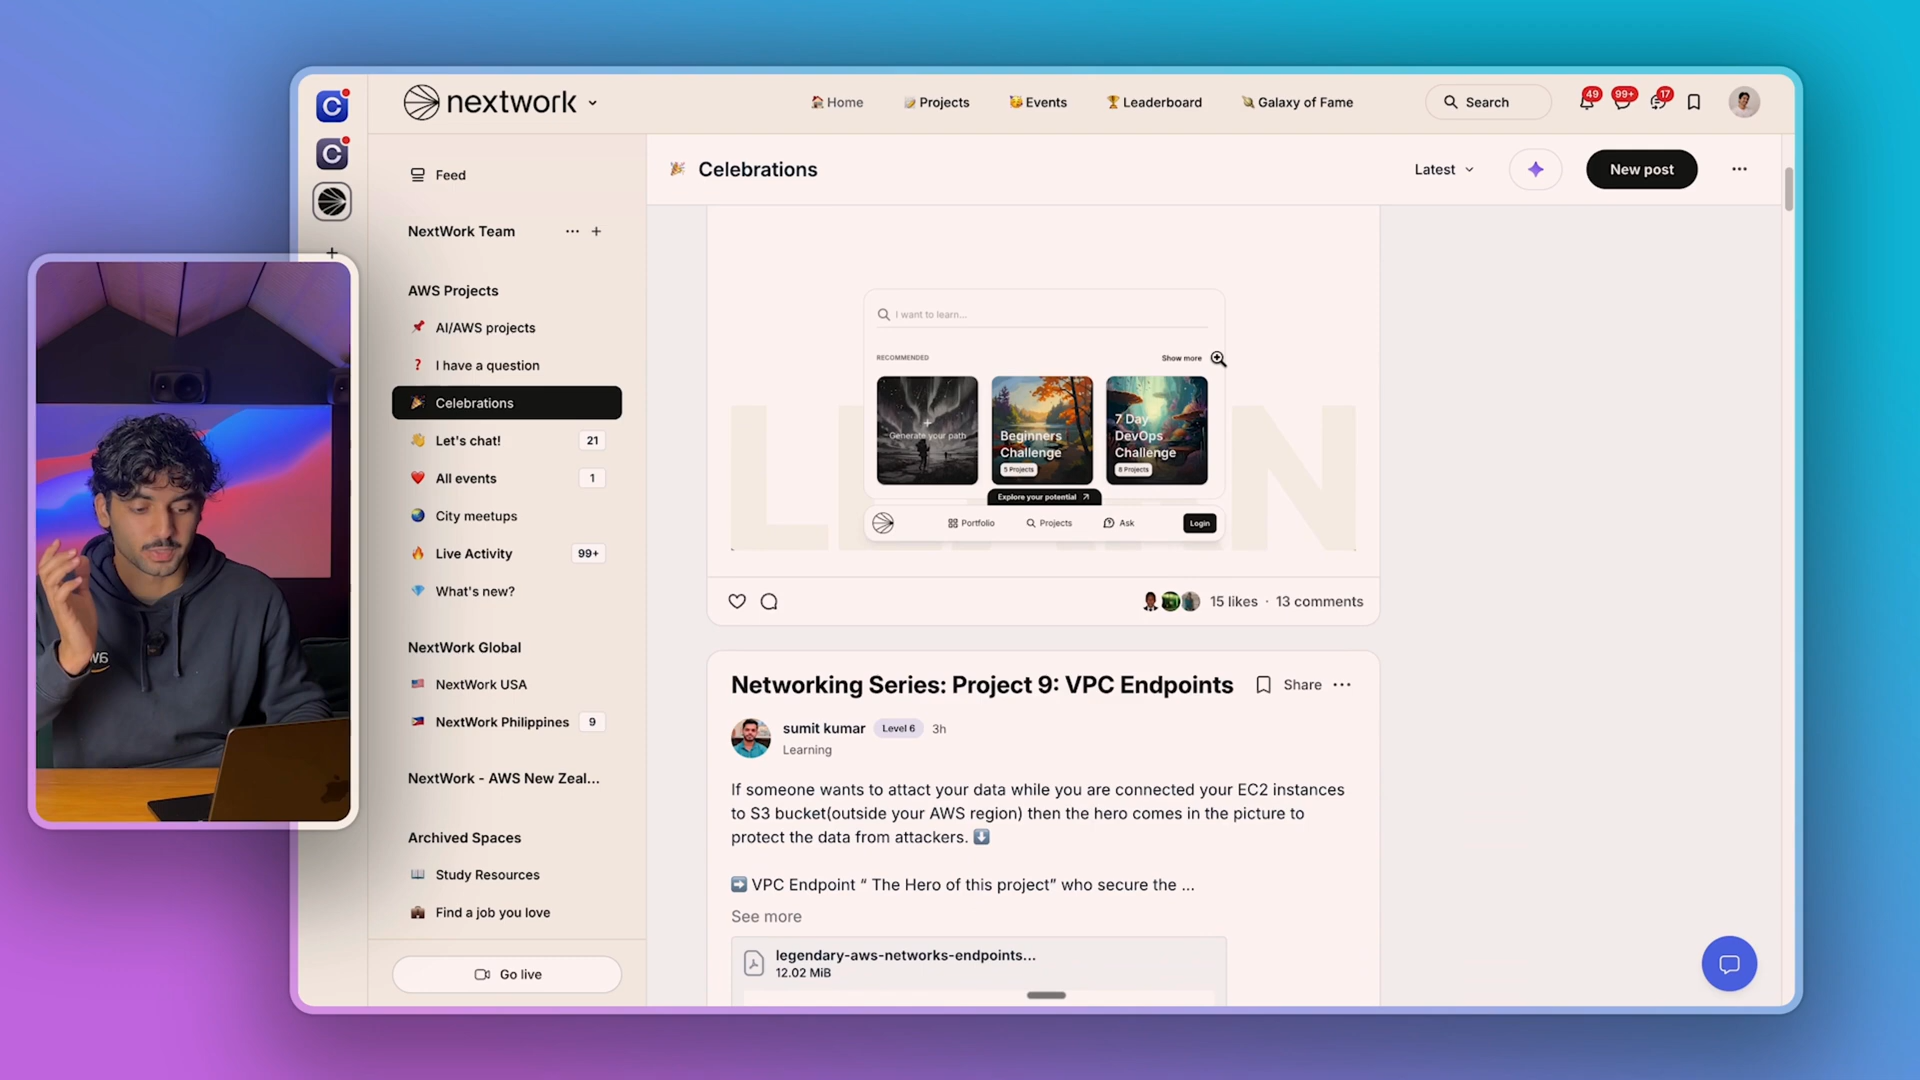 nextwork
Home
Projects
Events
Leaderboard
Galaxy of Fame
Search
49
99+
17
Feed
NextWork Team
AWS Projects
AI/AWS projects
I have a question
Celebrations
Let's chat!
21
All events
1
City meetups
Live Activity
99+
What's new?
NextWork Global
NextWork USA
NextWork Philippines
9
NextWork - AWS New Zeal...
Archived Spaces
Study Resources
Find a job you love
Go live
Celebrations
Latest
New post
I want to learn...
RECOMMENDED
Show more
Generate your path
Beginners
Challenge
5 Projects
7 Day
DevOps
Challenge
8 Projects
Explore your potential
Portfolio
Projects
Ask
Login
15 likes · 13 comments
Networking Series: Project 9: VPC Endpoints
Share
sumit kumar
Level 6
3h
Learning
If someone wants to attact your data while you are connected your EC2 instances
to S3 bucket(outside your AWS region) then the hero comes in the picture to
protect the data from attackers. ⬇️
➡️ VPC Endpoint “ The Hero of this project” who secure the ...
See more
legendary-aws-networks-endpoints...
12.02 MiB